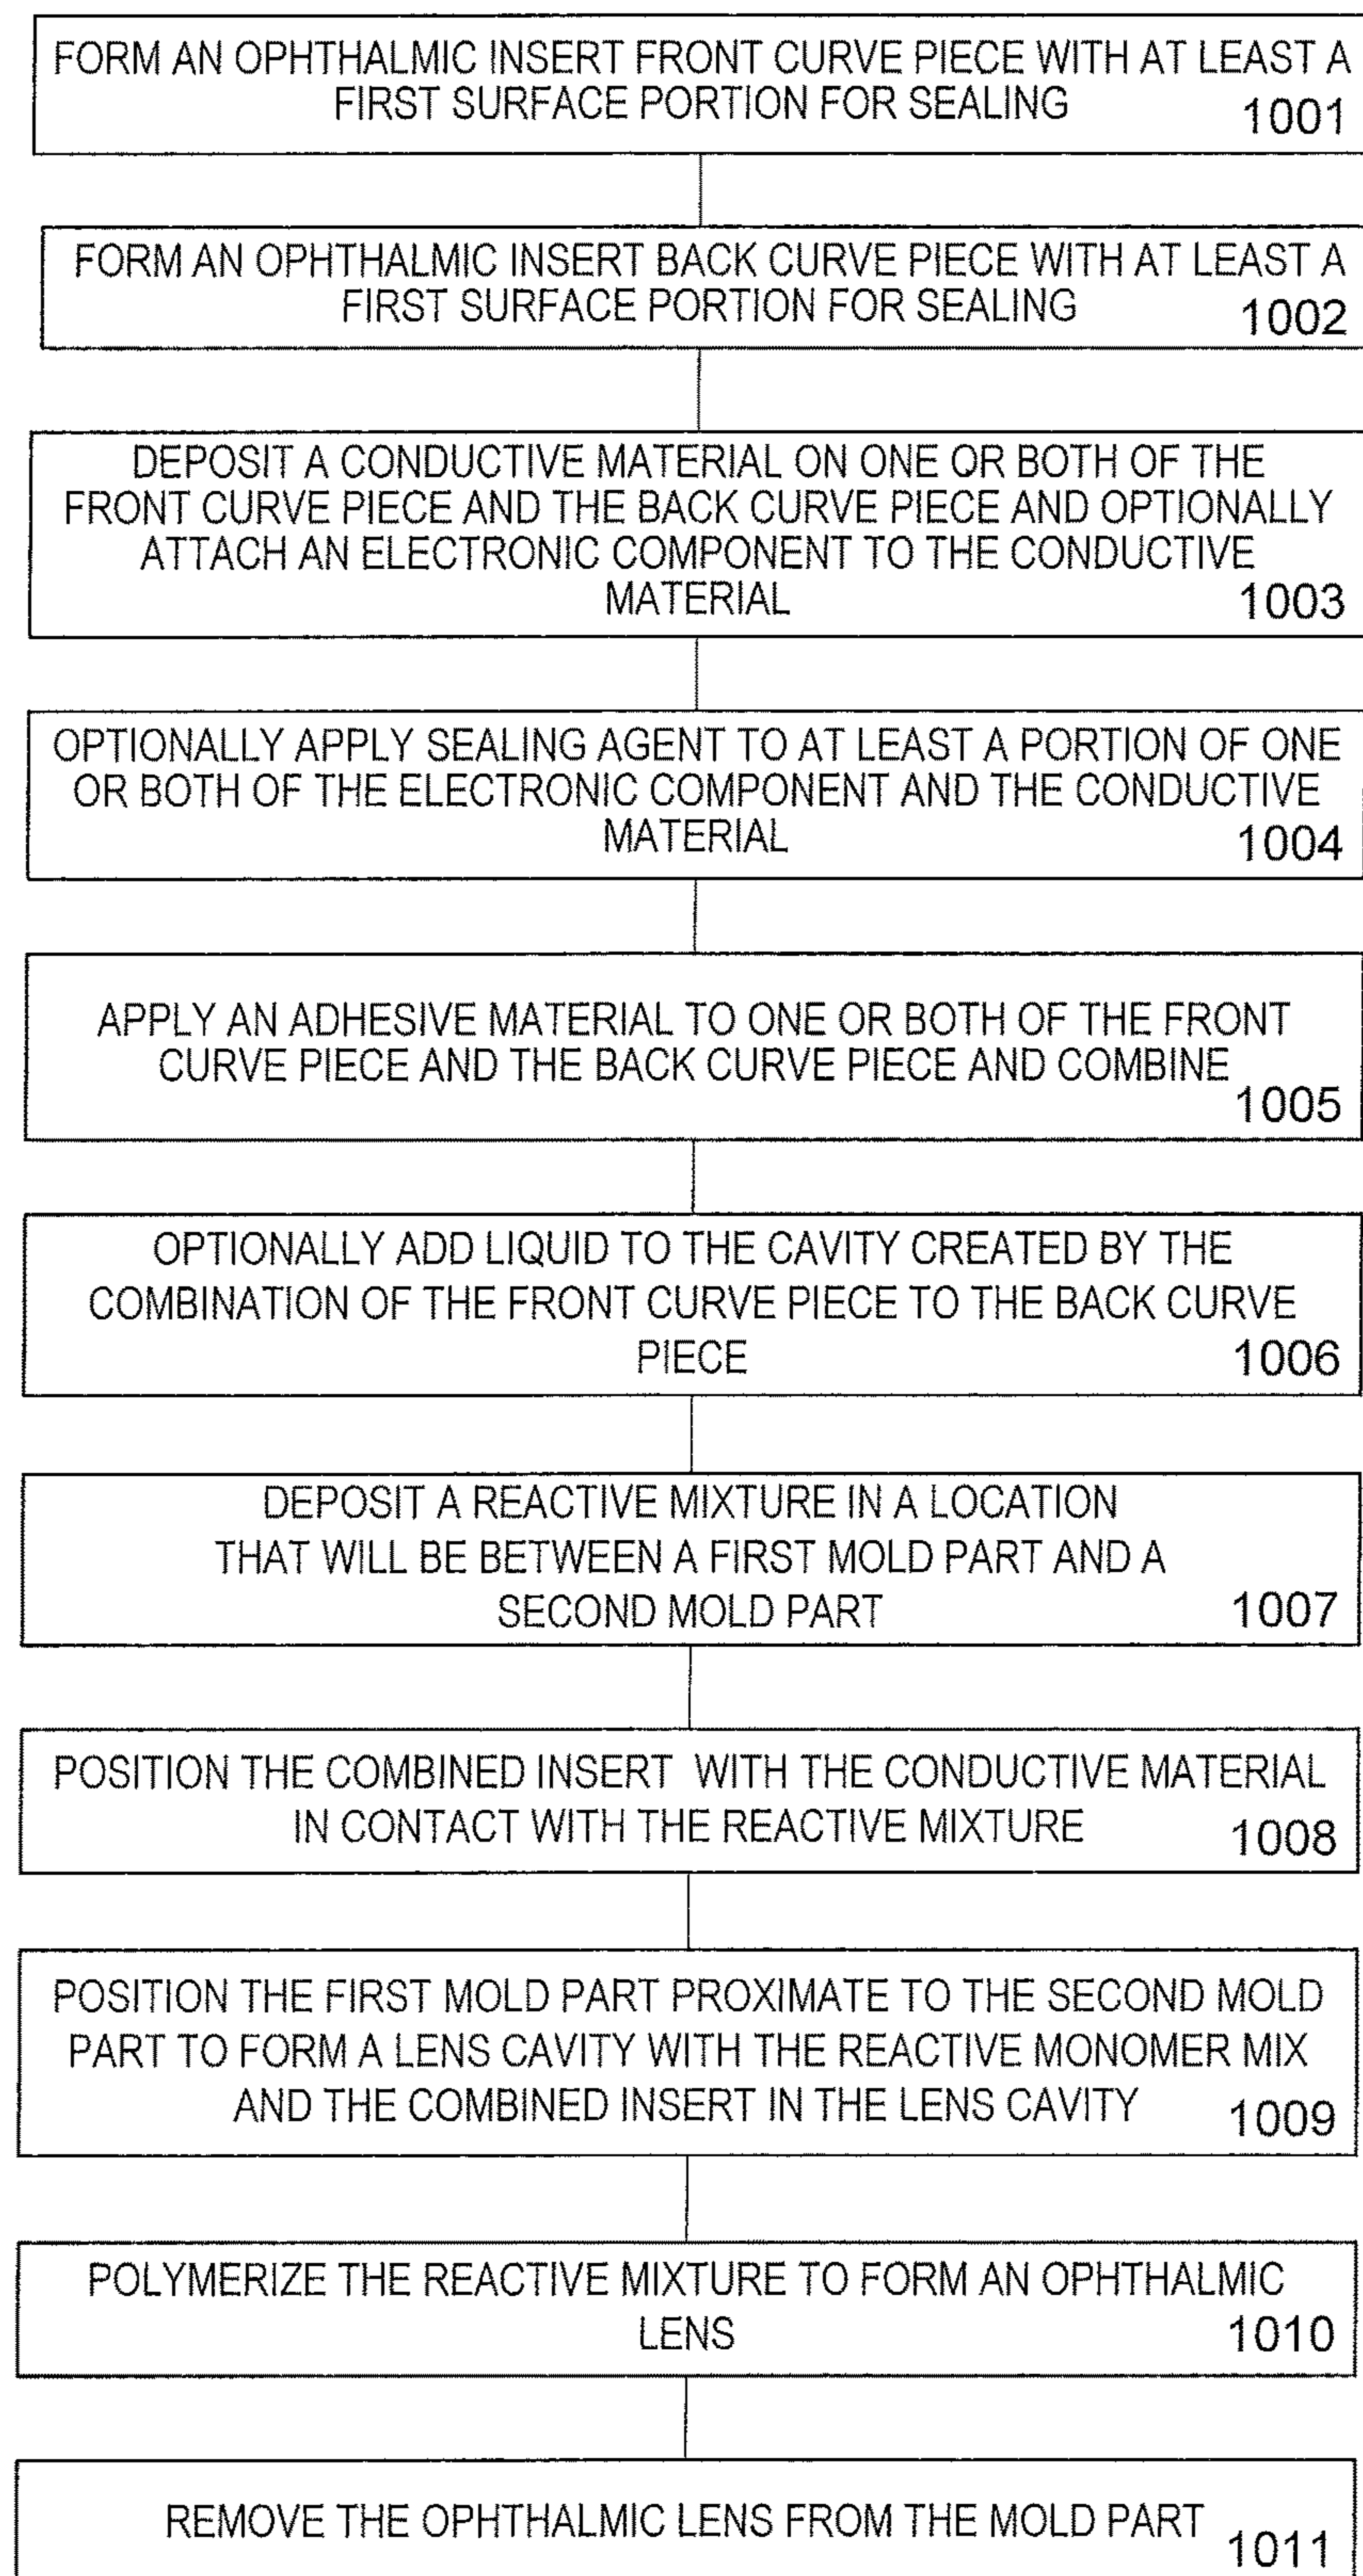 FORM AN OPHTHALMIC INSERT FRONT CURVE PIECE WITH AT LEAST A
FIRST SURFACE PORTION FOR SEALING
1001
FORM AN OPHTHALMIC INSERT BACK CURVE PIECE WITH AT LEAST A
FIRST SURFACE PORTION FOR SEALING
1002
DEPOSIT A CONDUCTIVE MATERIAL ON ONE OR BOTH OF THE
FRONT CURVE PIECE AND THE BACK CURVE PIECE AND OPTIONALLY
ATTACH AN ELECTRONIC COMPONENT TO THE CONDUCTIVE
MATERIAL 1003
OPTIONALLY APPLY SEALING AGENT TO AT LEAST A PORTION OF ONE
OR BOTH OF THE ELECTRONIC COMPONENT AND THE CONDUCTIVE
MATERIAL 1004
APPLY AN ADHESIVE MATERIAL TO ONE OR BOTH OF THE FRONT
CURVE PIECE AND THE BACK CURVE PIECE AND COMBINE
1005
OPTIONALLY ADD LIQUID TO THE CAVITY CREATED BY THE
COMBINATION OF THE FRONT CURVE PIECE TO THE BACK CURVE
PIECE 1006
DEPOSIT A REACTIVE MIXTURE IN A LOCATION
THAT WILL BE BETWEEN A FIRST MOLD PART AND A
SECOND MOLD PART 1007
POSITION THE COMBINED INSERT WITH THE CONDUCTIVE MATERIAL
IN CONTACT WITH THE REACTIVE MIXTURE 1008
POSITION THE FIRST MOLD PART PROXIMATE TO THE SECOND MOLD
PART TO FORM A LENS CAVITY WITH THE REACTIVE MONOMER MIX
AND THE COMBINED INSERT IN THE LENS CAVITY 1009
POLYMERIZE THE REACTIVE MIXTURE TO FORM AN OPHTHALMIC
LENS 1010
REMOVE THE OPHTHALMIC LENS FROM THE MOLD PART 1011